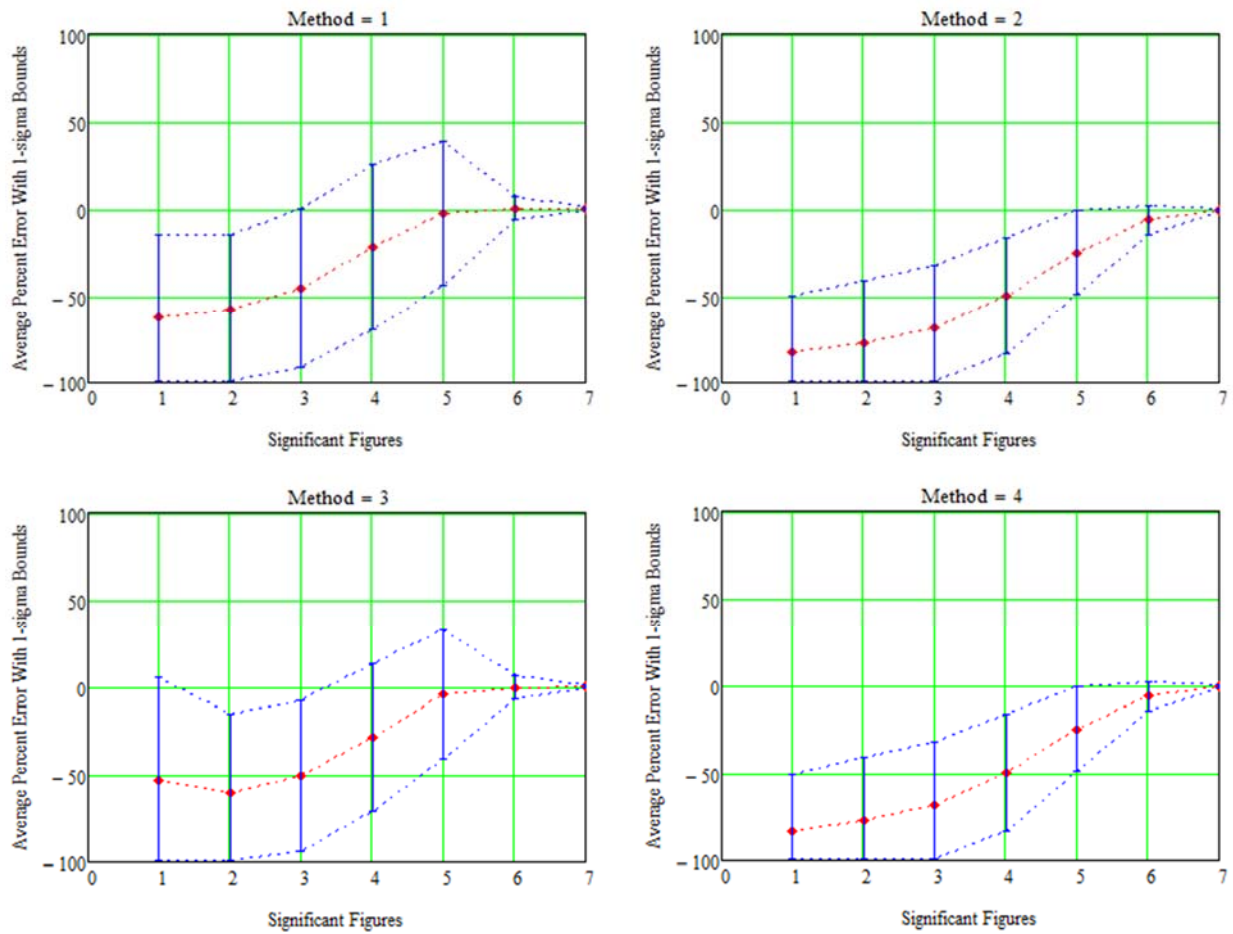 Method = 1
Average Percent Error With 1-sigma Bounds
100
50
0
− 50
− 100
0 1 2 3 4 5 6 7
Significant Figures
Method = 2
Average Percent Error With 1-sigma Bounds
100
50
0
− 50
− 100
0 1 2 3 4 5 6 7
Significant Figures
Method = 3
Average Percent Error With 1-sigma Bounds
100
50
0
− 50
− 100
0 1 2 3 4 5 6 7
Significant Figures
Method = 4
Average Percent Error With 1-sigma Bounds
100
50
0
− 50
− 100
0 1 2 3 4 5 6 7
Significant Figures